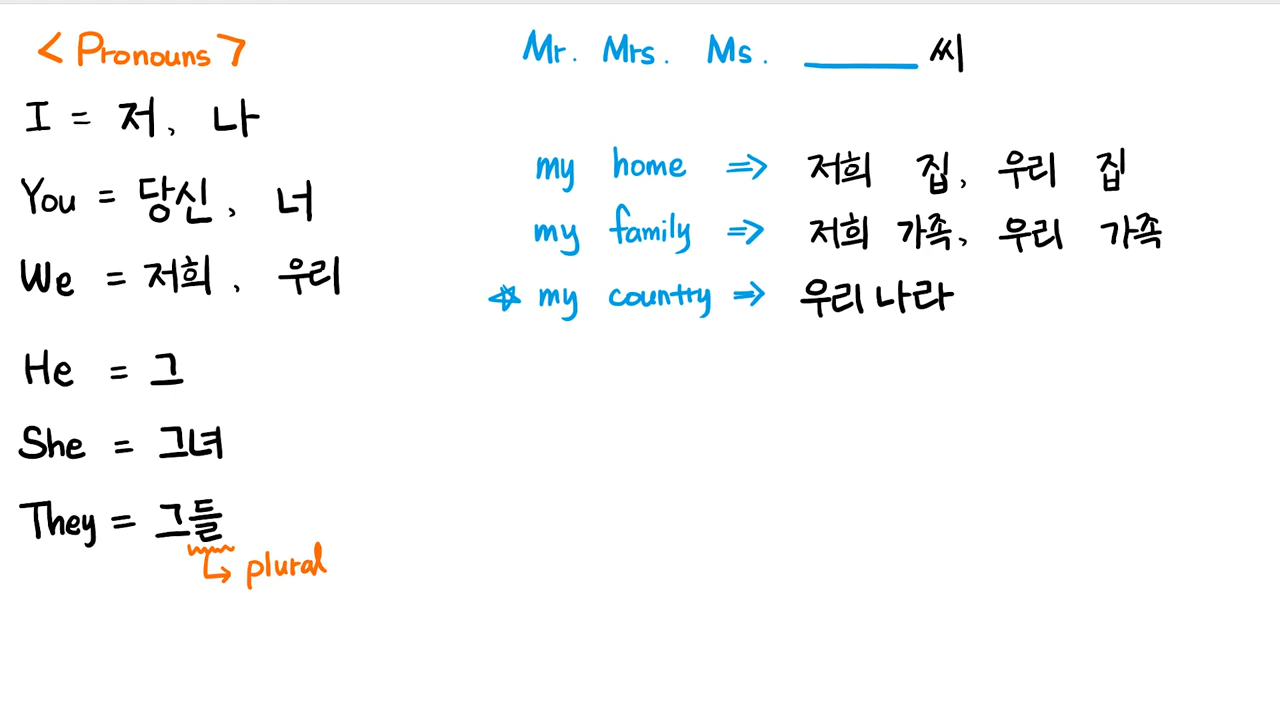 < Pronouns >
I = 저, 나
You = 당신, 너
We = 저희, 우리
He = 그
She = 그녀
They = 그들
↳ plural
Mr. Mrs. Ms. ______ 씨
my home => 저희 집, 우리 집
my family => 저희 가족, 우리 가족
☆ my country => 우리나라